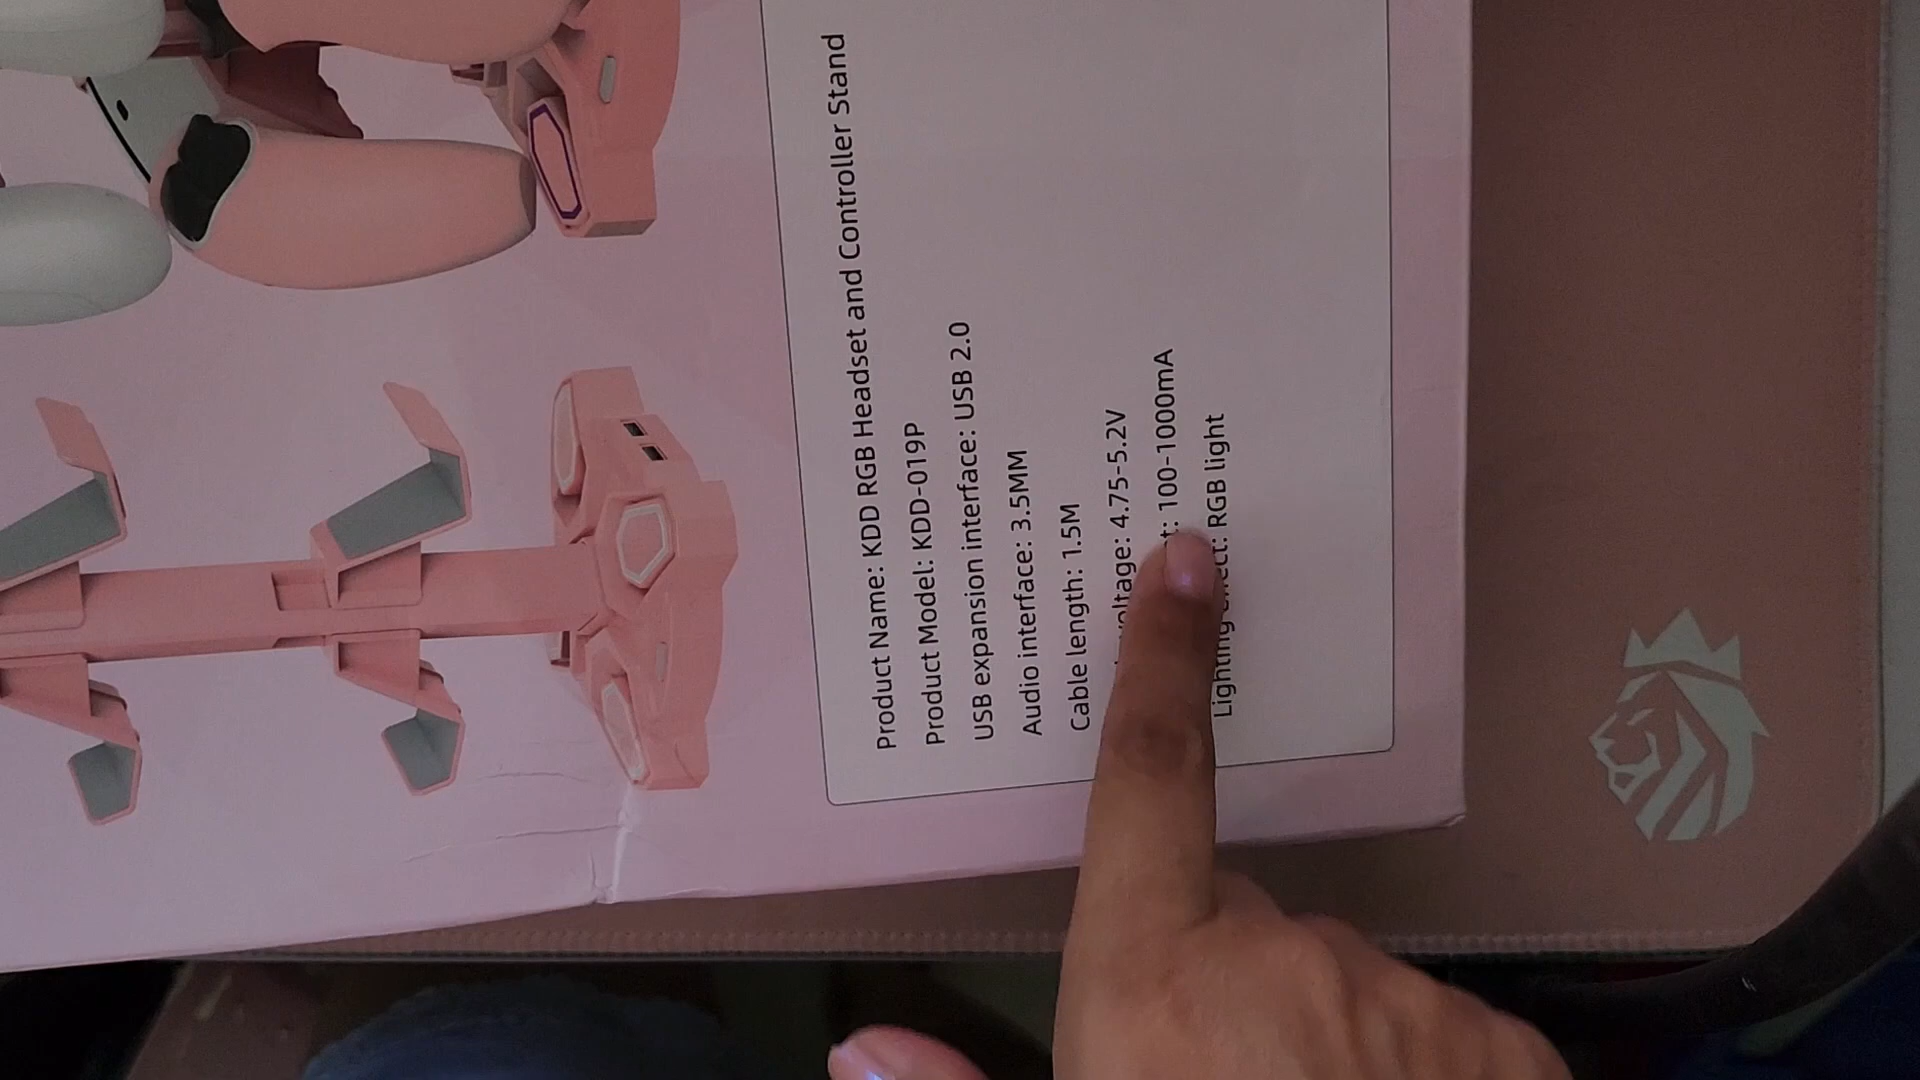 Product Name: KDD RGB Headset and Controller Stand
Product Model: KDD-019P
USB expansion interface: USB 2.0
Audio interface: 3.5MM
Cable length: 1.5M
4.75-5.2V
100-1000mA
Lighting effect: RGB light